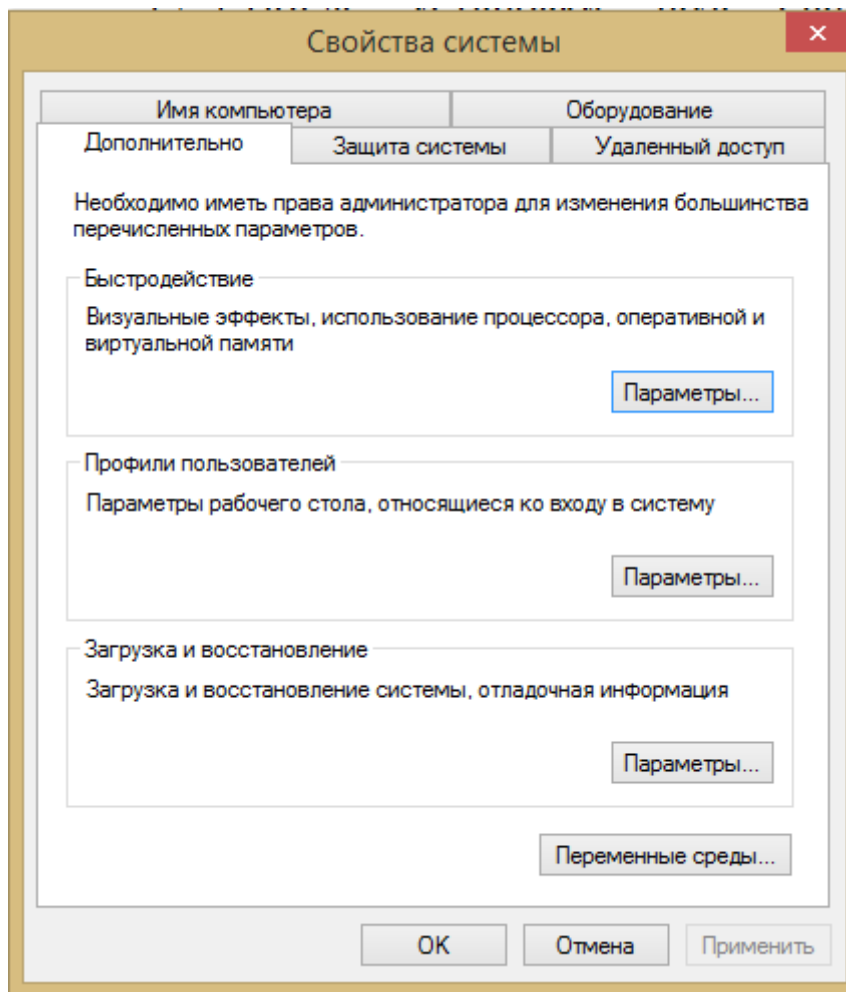 Свойства системы
Имя компьютера
Оборудование
Дополнительно
Защита системы
Удаленный доступ
Необходимо иметь права администратора для изменения большинства
перечисленных параметров.
Быстродействие
Визуальные эффекты, использование процессора, оперативной и
виртуальной памяти
Параметры...
Профили пользователей
Параметры рабочего стола, относящиеся ко входу в систему
Параметры...
Загрузка и восстановление
Загрузка и восстановление системы, отладочная информация
Параметры...
Переменные среды...
ОК
Отмена
Применить